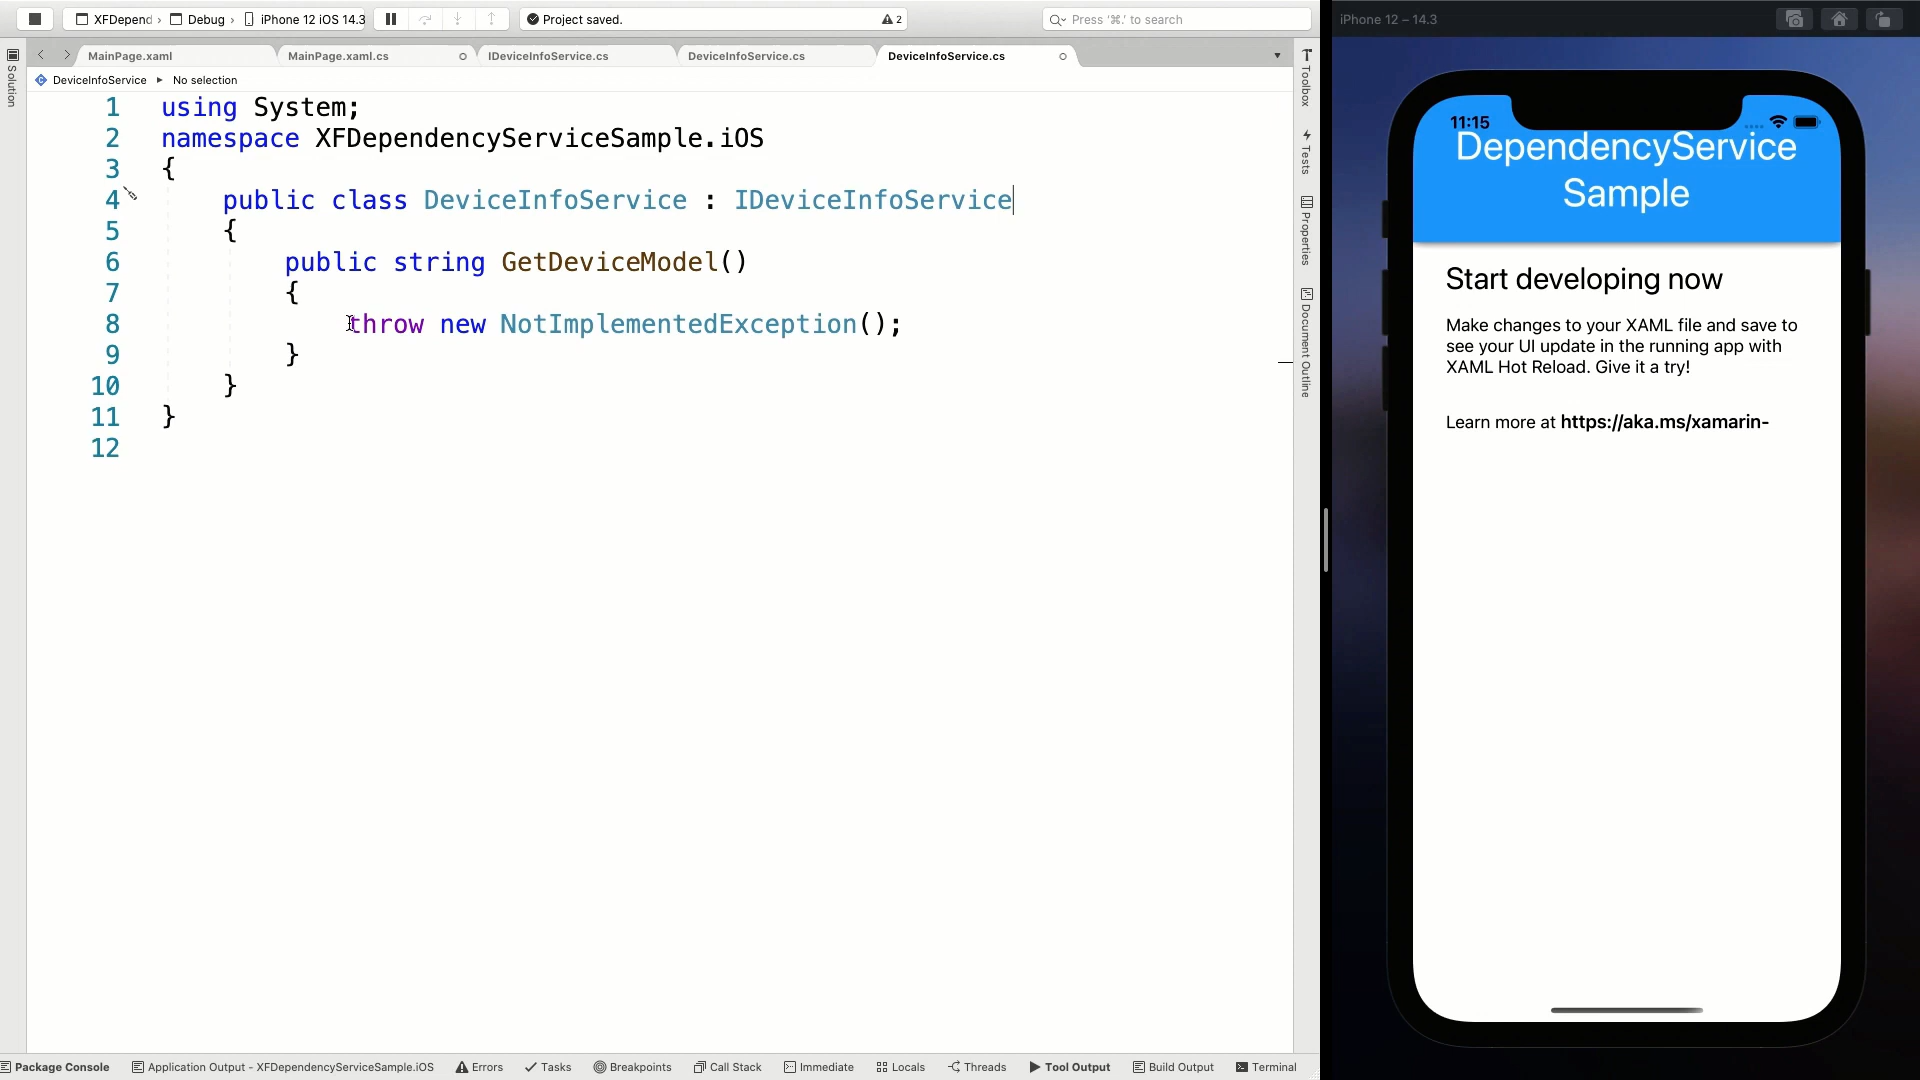 XFDepend › Debug › iPhone 12 iOS 14.3
Project saved.
2
Press ‘⌘.’ to search
iPhone 12 – 14.3
MainPage.xaml
MainPage.xaml.cs
IDeviceInfoService.cs
DeviceInfoService.cs
DeviceInfoService.cs
DeviceInfoService
No selection
Solution
Toolbox
Tests
Properties
Document Outline
1 using System;
2 namespace XFDependencyServiceSample.iOS
3 {
4 public class DeviceInfoService : IDeviceInfoService
5 {
6 public string GetDeviceModel()
7 {
8 throw new NotImplementedException();
9 }
10 }
11 }
12
11:15
DependencyService
Sample
Start developing now
Make changes to your XAML file and save to
see your UI update in the running app with
XAML Hot Reload. Give it a try!
Learn more at https://aka.ms/xamarin-
Package Console
Application Output - XFDependencyServiceSample.iOS
Errors
Tasks
Breakpoints
Call Stack
Immediate
Locals
Threads
Tool Output
Build Output
Terminal